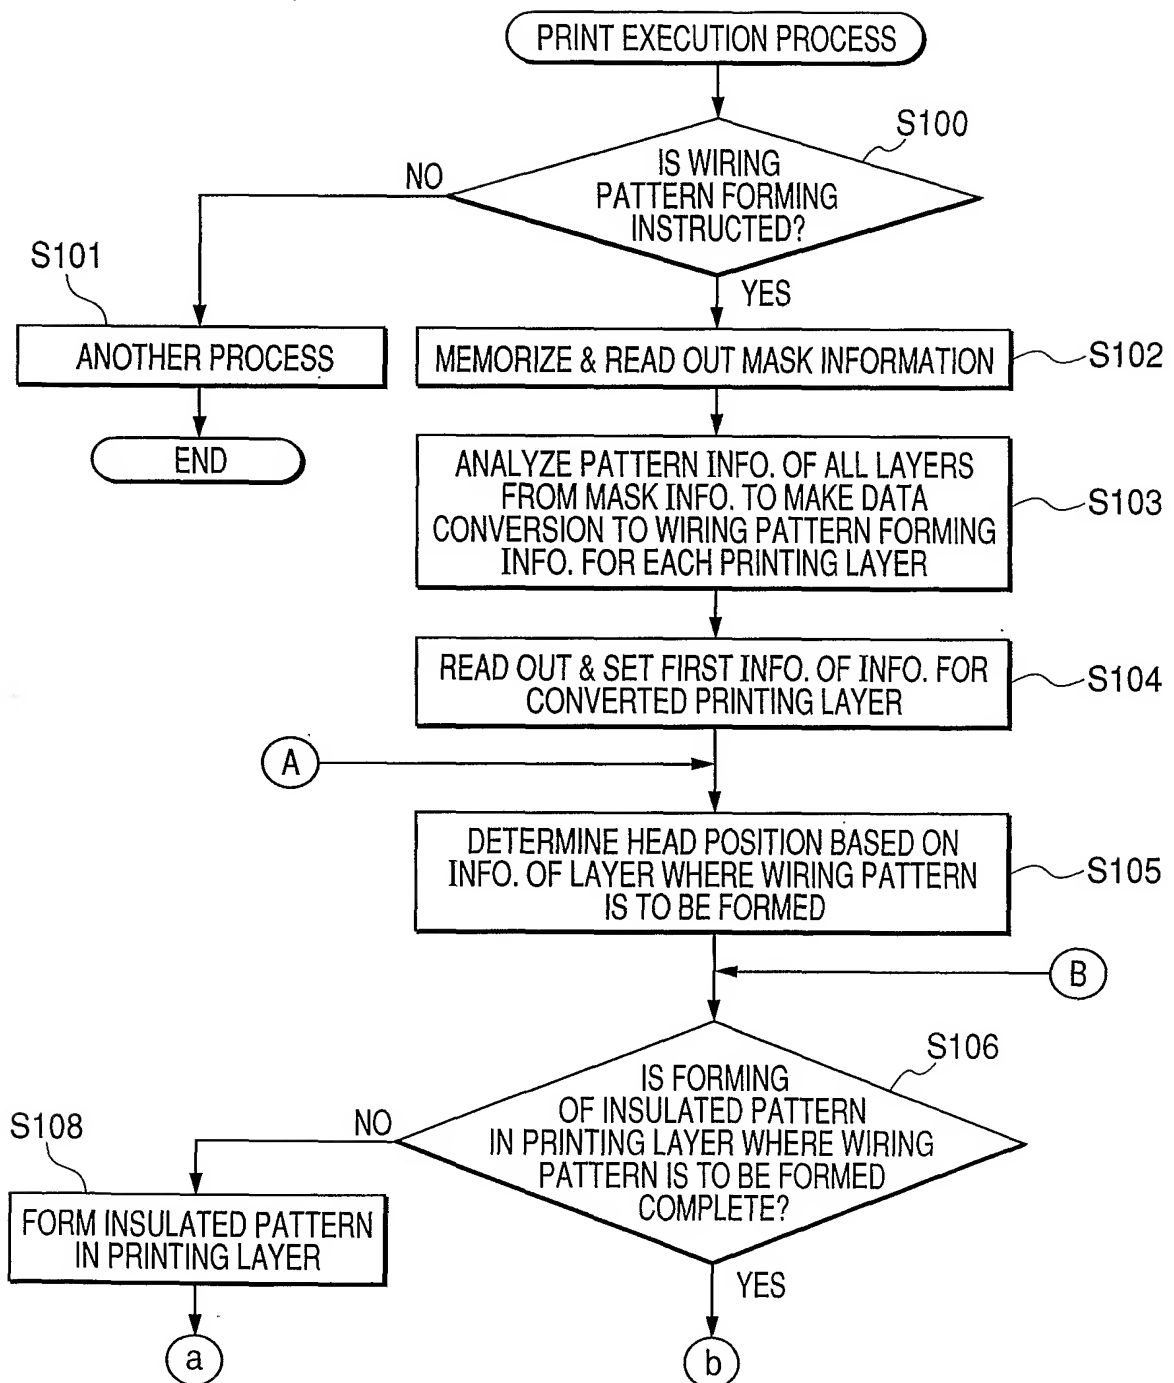 PRINT EXECUTION PROCESS
S100
IS WIRING
PATTERN FORMING
INSTRUCTED?
NO
YES
S101
ANOTHER PROCESS
END
MEMORIZE & READ OUT MASK INFORMATION
S102
ANALYZE PATTERN INFO. OF ALL LAYERS
FROM MASK INFO. TO MAKE DATA
CONVERSION TO WIRING PATTERN FORMING
INFO. FOR EACH PRINTING LAYER
S103
READ OUT & SET FIRST INFO. OF INFO. FOR
CONVERTED PRINTING LAYER
S104
A
DETERMINE HEAD POSITION BASED ON
INFO. OF LAYER WHERE WIRING PATTERN
IS TO BE FORMED
S105
B
S106
IS FORMING
OF INSULATED PATTERN
IN PRINTING LAYER WHERE WIRING
PATTERN IS TO BE FORMED
COMPLETE?
NO
YES
S108
FORM INSULATED PATTERN
IN PRINTING LAYER
a
b